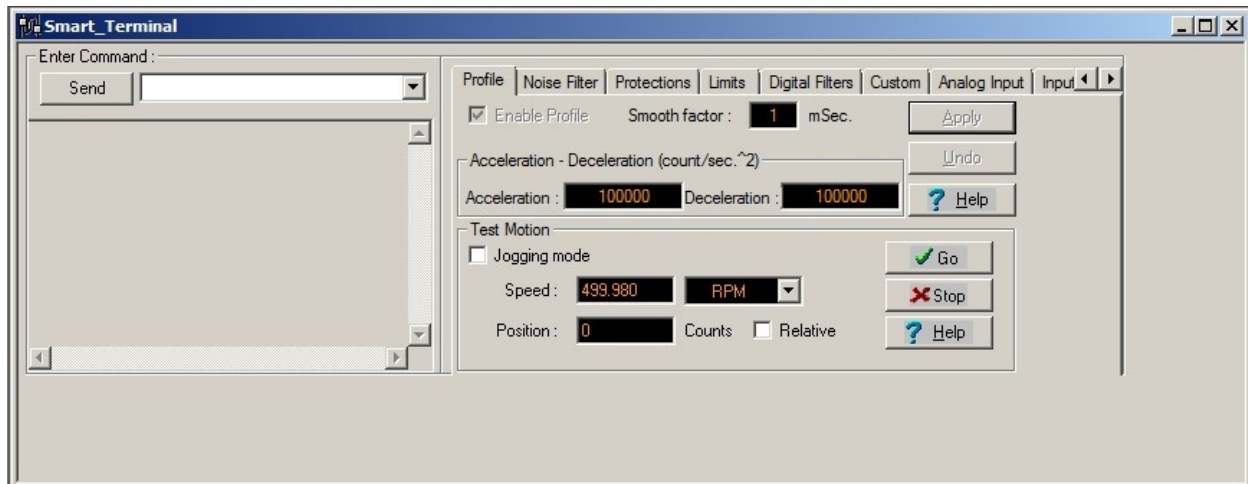 Smart_Terminal
Enter Command :
Send
Profile Noise Filter Protections Limits Digital Filters Custom Analog Input Input
Enable Profile Smooth factor : 1 mSec. Apply
Undo
Acceleration - Deceleration (count/sec.^2)
Acceleration : 100000 Deceleration : 100000 ? Help
Test Motion
Jogging mode Go
Speed : 499.980 RPM Stop
Position : 0 Counts Relative ? Help